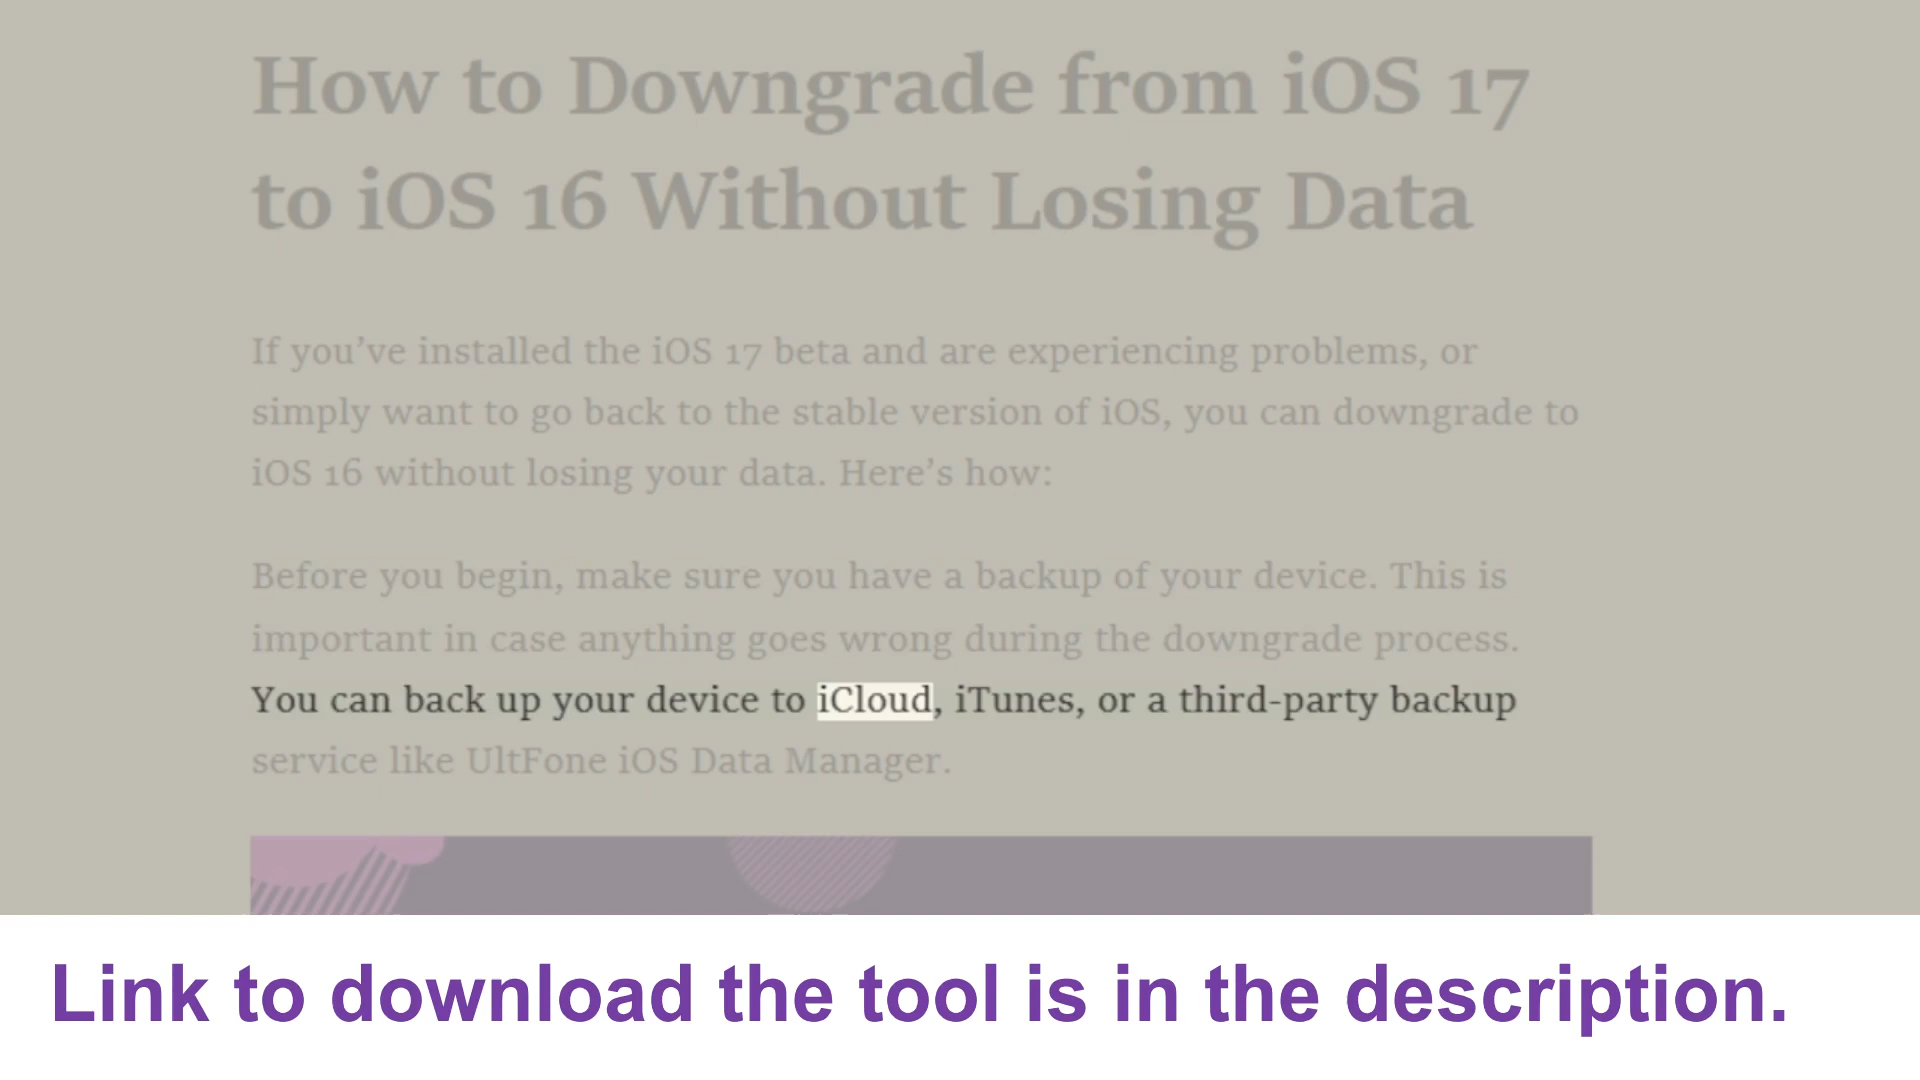 How to Downgrade from iOS 17
to iOS 16 Without Losing Data
If you’ve installed the iOS 17 beta and are experiencing problems, or
simply want to go back to the stable version of iOS, you can downgrade to
iOS 16 without losing your data. Here’s how:
Before you begin, make sure you have a backup of your device. This is
important in case anything goes wrong during the downgrade process.
You can back up your device to iCloud, iTunes, or a third-party backup
service like UltFone iOS Data Manager.
Link to download the tool is in the description.